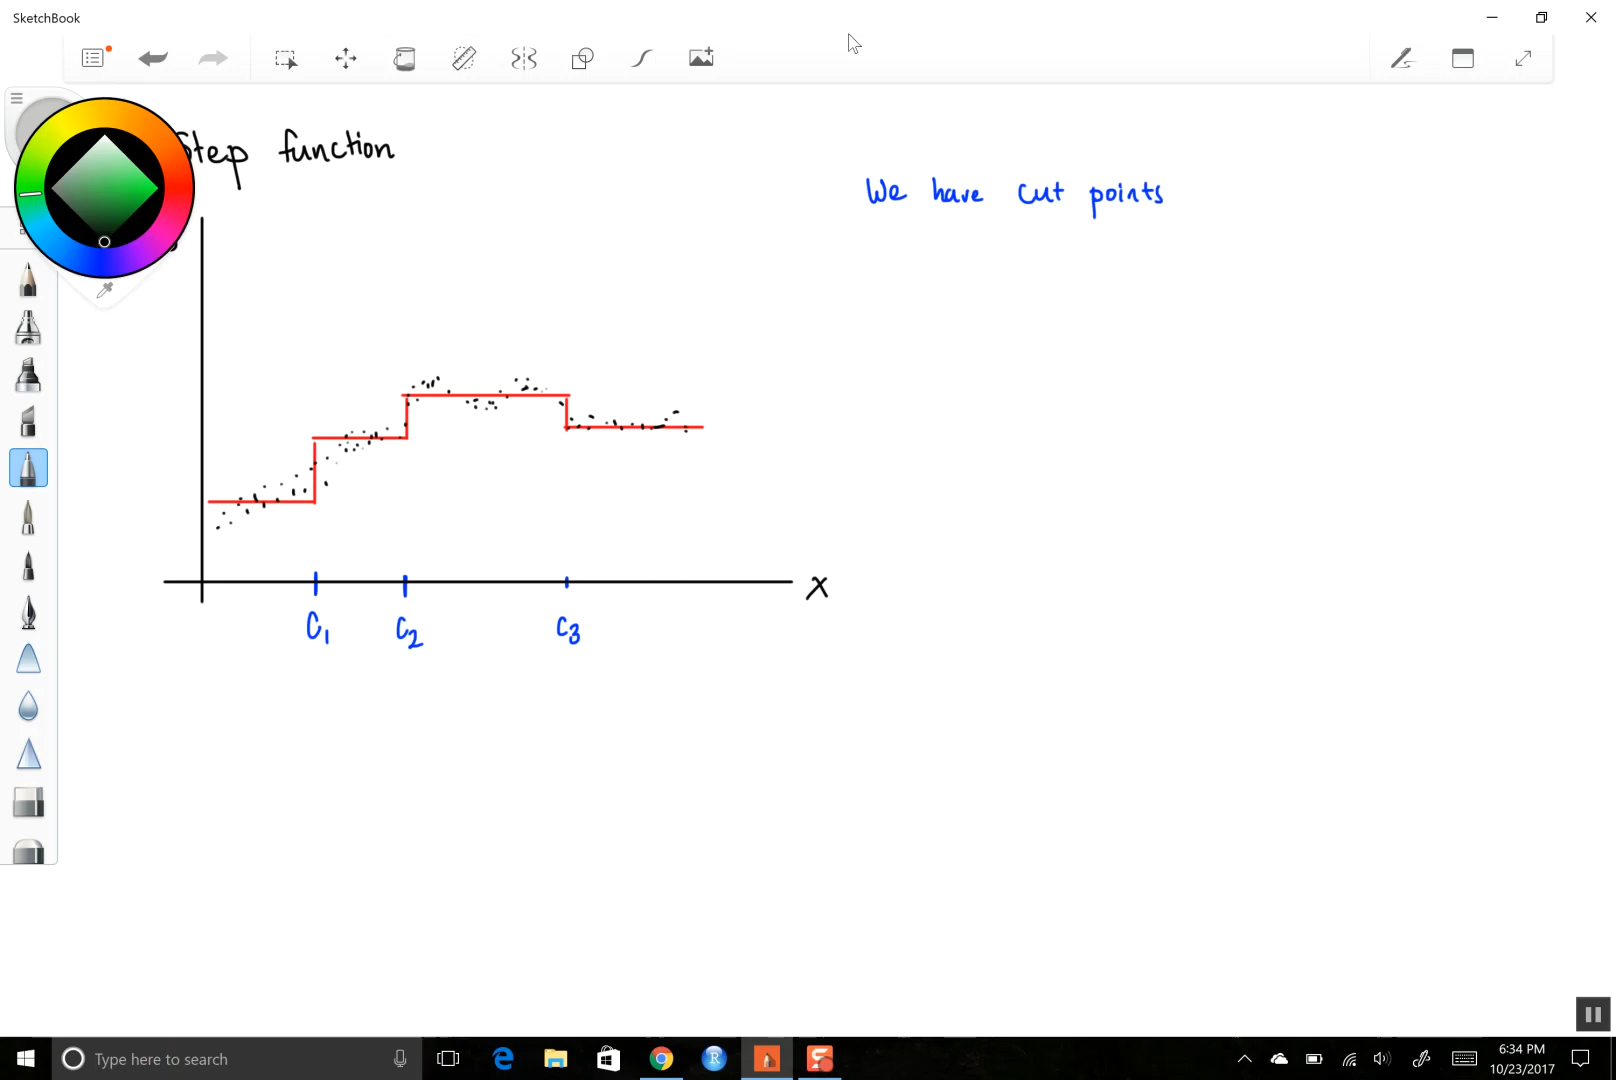 SketchBook
Step function
We have cut points
X
C1 C2 C3
Type here to search
6:34 PM
10/23/2017